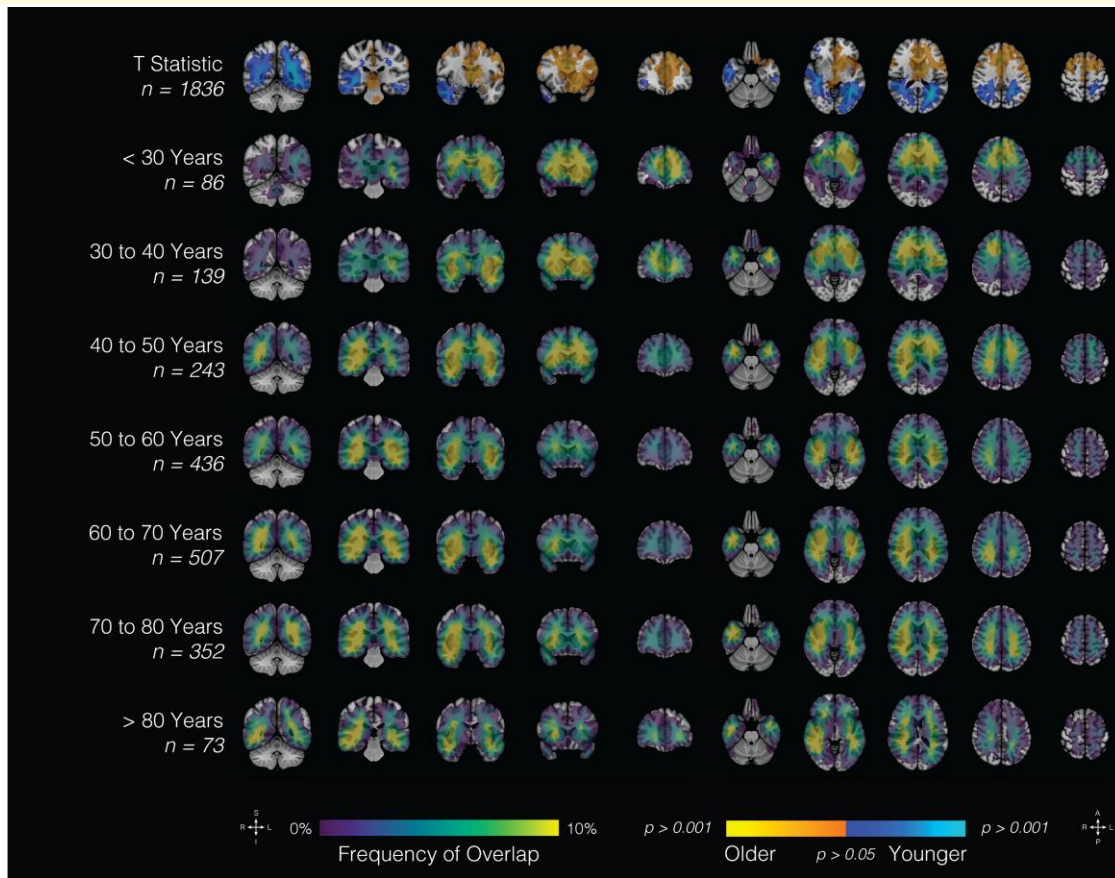 T Statistic
n = 1836
< 30 Years
n = 86
30 to 40 Years
n = 139
40 to 50 Years
n = 243
50 to 60 Years
n = 436
60 to 70 Years
n = 507
70 to 80 Years
n = 352
> 80 Years
n = 73
S
R L
I
0% 10%
Frequency of Overlap
p > 0.001 p > 0.001
Older p > 0.05 Younger
A
R L
P